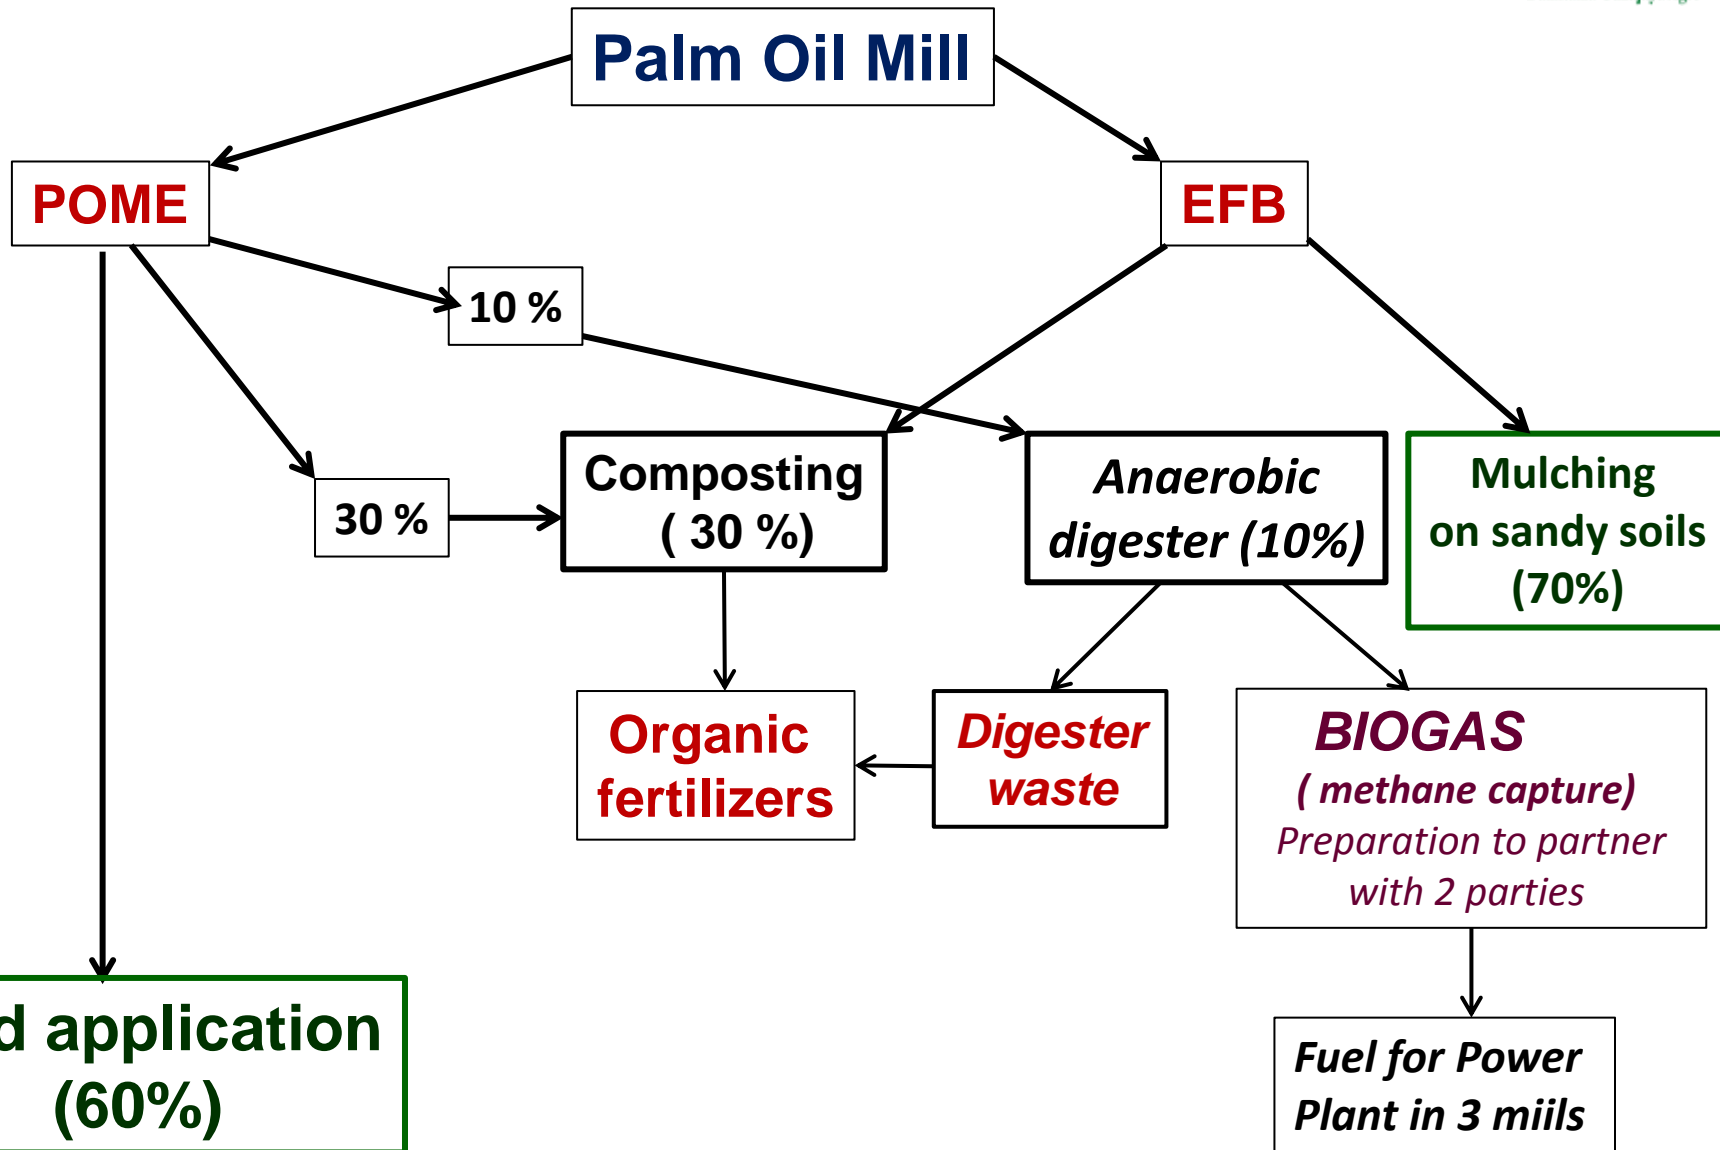 Palm Oil Mill
POME
EFB
10 %
30 %
Composting
( 30 %)
Anaerobic
digester (10%)
Mulching
on sandy soils
(70%)
Organic
fertilizers
Digester
waste
BIOGAS
( methane capture)
Preparation to partner
with 2 parties
application
(60%)
Fuel for Power
Plant in 3 miils